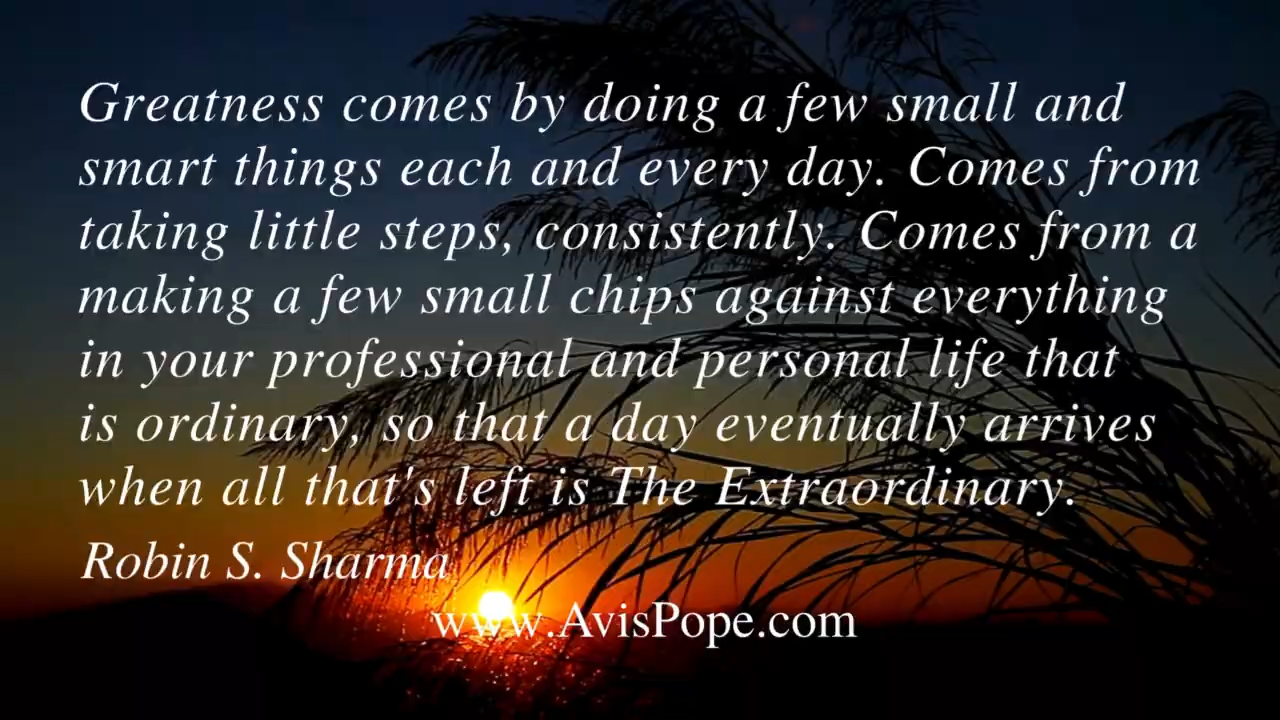 Greatness comes by doing a few small and
smart things each and every day. Comes from
taking little steps, consistently. Comes from a
making a few small chips against everything
in your professional and personal life that
is ordinary, so that a day eventually arrives
when all that's left is The Extraordinary.
Robin S. Sharma
www.AvisPope.com